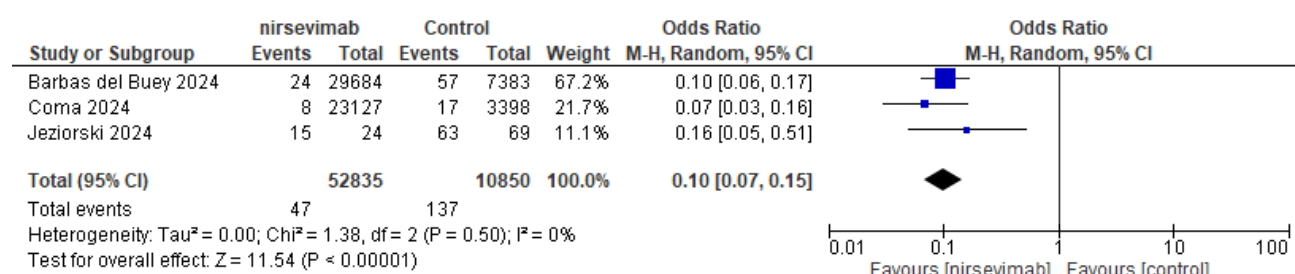 nirsevimab Control Odds Ratio Odds Ratio
Study or Subgroup Events Total Events Total Weight M-H, Random, 95% CI M-H, Random, 95% CI
Barbas del Buey 2024 24 29684 57 7383 67.2% 0.10 [0.06, 0.17]
Coma 2024 8 23127 17 3398 21.7% 0.07 [0.03, 0.16]
Jeziorski 2024 15 24 63 69 11.1% 0.16 [0.05, 0.51]
Total (95% CI) 52835 10850 100.0% 0.10 [0.07, 0.15]
Total events 47 137
Heterogeneity: Tau² = 0.00; Chi² = 1.38, df = 2 (P = 0.50); I² = 0%
Test for overall effect: Z = 11.54 (P < 0.00001)
0.01 0.1 1 10 100
Favours [nirsevimab] Favours [control]